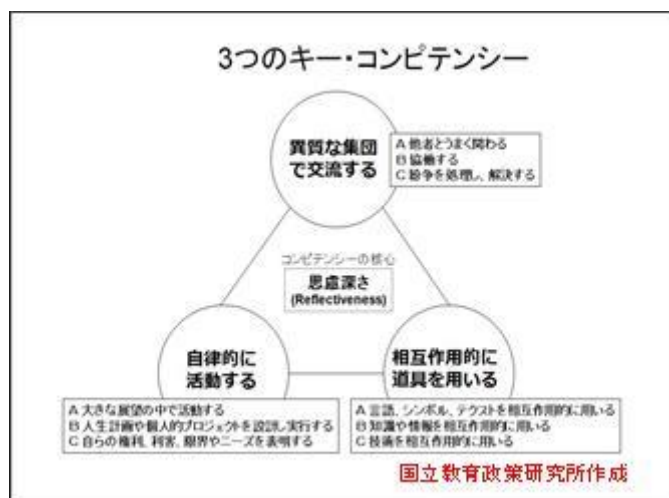 3つのキー・コンピテンシー
異質な集団
で交流する
A 他者とうまく関わる
B 協働する
C 紛争を処理し、解決する
コンピテンシーの核心
思慮深さ
(Reflectiveness)
自律的に
活動する
A 大きな展望の中で活動する
B 人生計画や個人的プロジェクトを設計し実行する
C 自らの権利、利害、限界やニーズを表明する
相互作用的に
道具を用いる
A 言語、シンボル、テクストを相互作用的に用いる
B 知識や情報を相互作用的に用いる
C 技術を相互作用的に用いる
国立教育政策研究所作成